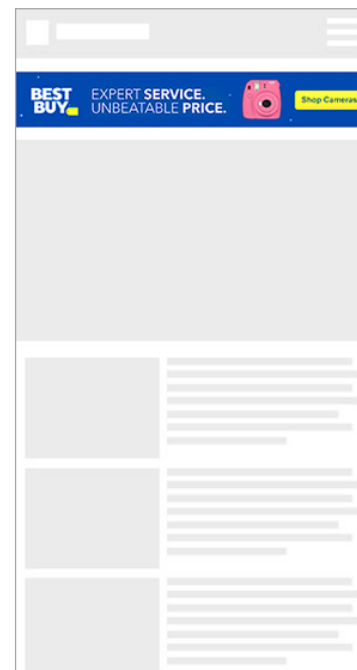 BEST
BUY
EXPERT SERVICE.
UNBEATABLE PRICE.
Shop Cameras